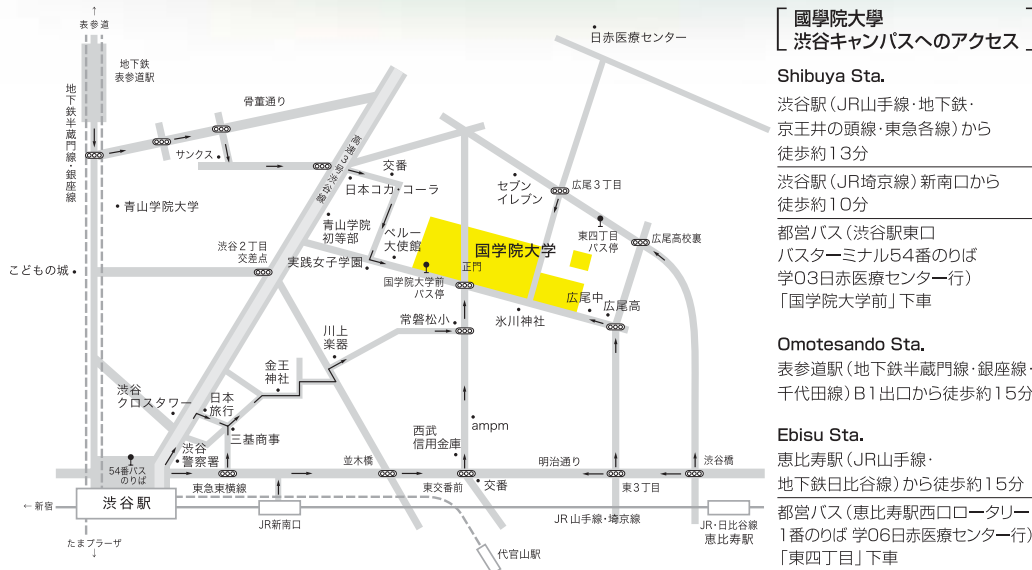 ↑
表参道
地下鉄
表参道駅
地下鉄半蔵門線・銀座線
骨董通り
サンクス
高速3号渋谷線
日赤医療センター
交番
日本コカ・コーラ
セブン
イレブン
広尾3丁目
青山学院大学
青山学院
初等部
ペルー
大使館
国学院大学
東四丁目
バス停
広尾高校裏
渋谷2丁目
交差点
こどもの城
実践女子学園
国学院大学前
バス停
正門
広尾中
広尾高
氷川神社
常磐松小
川上
楽器
金王
神社
渋谷
クロスタワー
日本
旅行
三基商事
渋谷
警察署
西武
信用金庫
ampm
54番バス
のりば
並木橋
明治通り
渋谷橋
東急東横線
東交番前
交番
東3丁目
←新宿
渋谷駅
JR新南口
JR山手線・埼京線
JR・日比谷線
恵比寿駅
たまプラーザ
↓
代官山駅
國學院大學
渋谷キャンパスへのアクセス
Shibuya Sta.
渋谷駅(JR山手線・地下鉄・
京王井の頭線・東急各線)から
徒歩約13分
渋谷駅(JR埼京線)新南口から
徒歩約10分
都営バス(渋谷駅東口
バスターミナル54番のりば
学03日赤医療センター行)
「国学院大学前」下車
Omotesando Sta.
表参道駅(地下鉄半蔵門線・銀座線・
千代田線)B1出口から徒歩約15分
Ebisu Sta.
恵比寿駅(JR山手線・
地下鉄日比谷線)から徒歩約15分
都営バス(恵比寿駅西口ロータリー
1番のりば 学06日赤医療センター行)
「東四丁目」下車